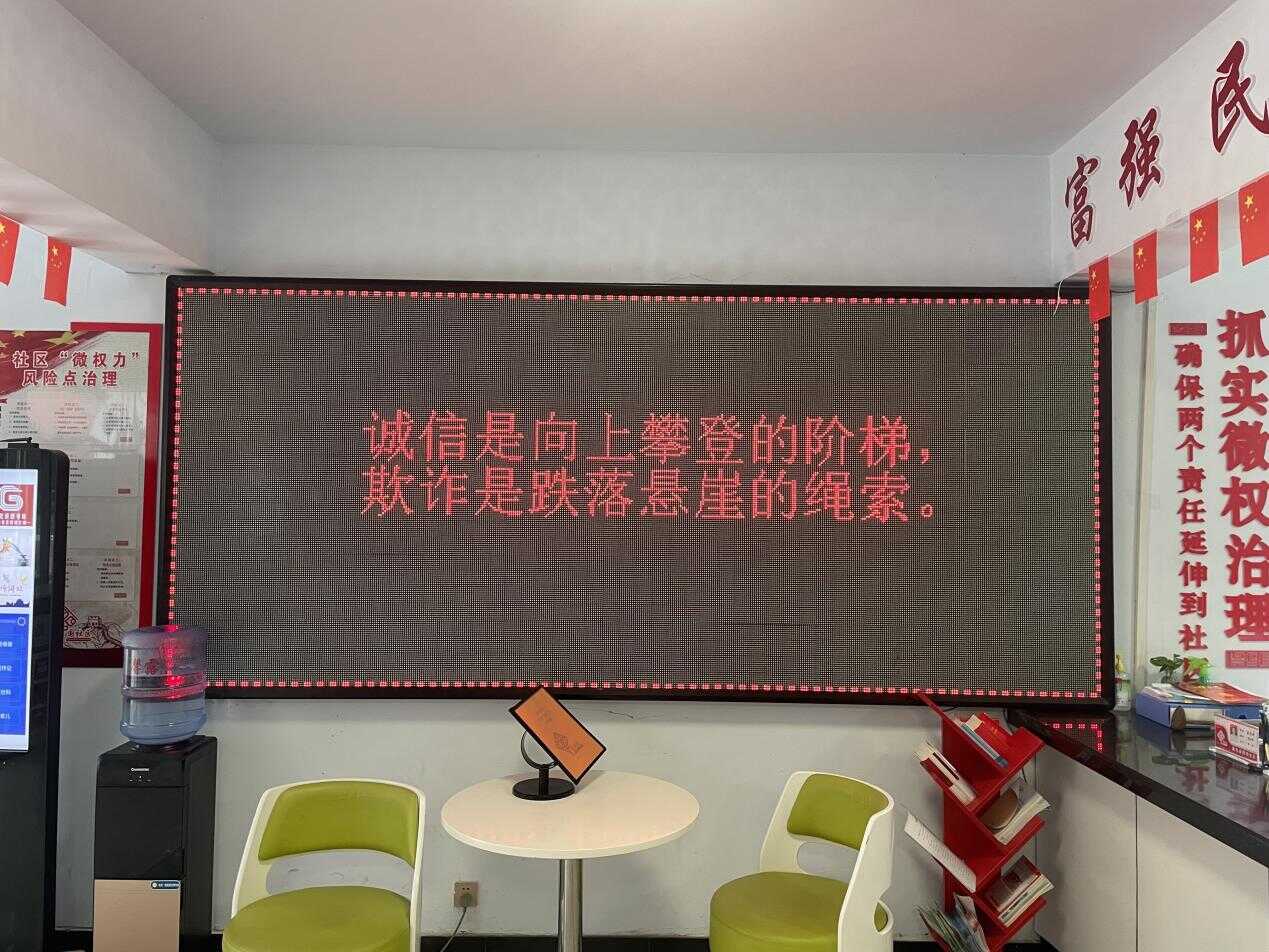 富强 民
社区“微权力”
风险点治理
诚信是向上攀登的阶梯，
欺诈是跌落悬崖的绳索。
抓实微权治理
确保两个责任延伸到社
G